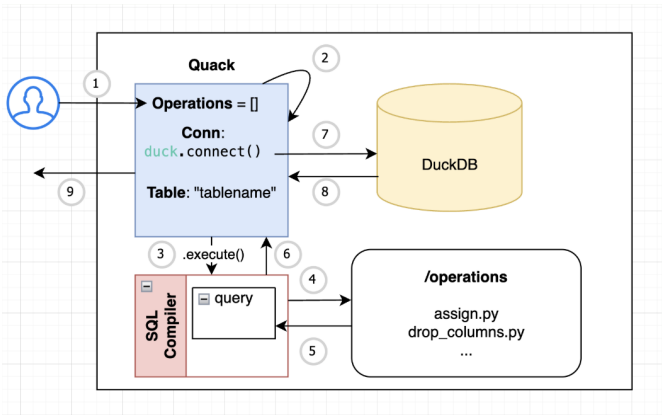 Quack
1
2
Operations = []
Conn:
duck.connect()
7
DuckDB
8
9
Table: "tablename"
3
.execute()
6
4
/operations
query
SQL
Compiler
assign.py
drop_columns.py
...
5